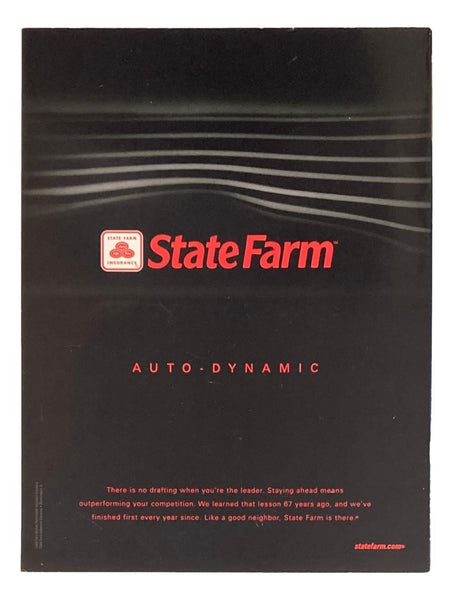 STATE FARM
INSURANCE
State Farm™
AUTO-DYNAMIC
There is no drafting when you're the leader. Staying ahead means
outperforming your competition. We learned that lesson 67 years ago, and we've
finished first every year since. Like a good neighbor, State Farm is there.®
statefarm.com®